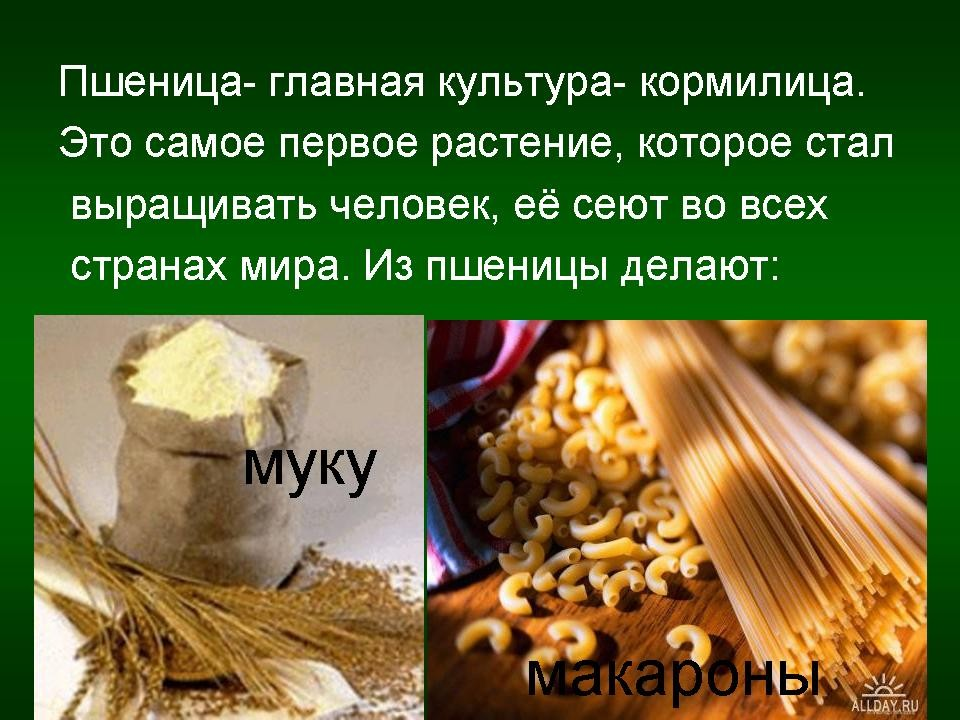 Пшеница- главная культура- кормилица.
Это самое первое растение, которое стал
выращивать человек, её сеют во всех
странах мира. Из пшеницы делают:
муку
макароны
ALLDAY.RU